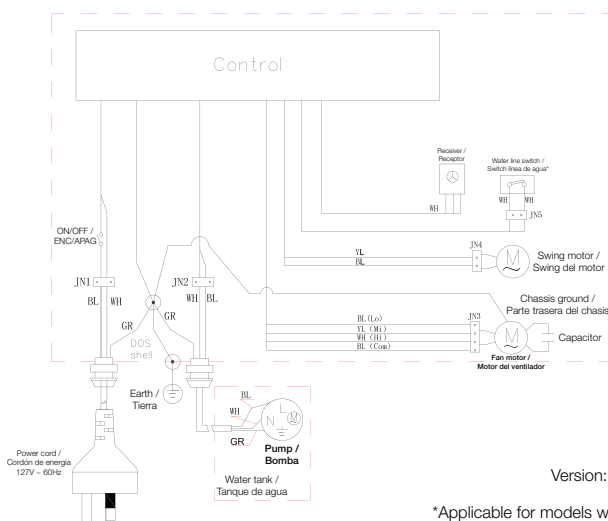 Control
Receiver /
Receptor
Water line switch /
Switch línea de agua*
WH
WH WH
JN5
ON/OFF /
ENC/APAG
YL
BL
JN4
M
Swing motor /
Swing del motor
JN1
JN2
BL WH
WH BL
GR
GR
DOS
shell
Chassis ground /
Parte trasera del chasis
BL(Lo)
YL (Mi)
WH (Hi)
BL (Com)
JN3
M
Capacitor
Fan motor /
Motor del ventilador
Earth /
Tierra
BL
WH
GR
L
N
M
Pump /
Bomba
Water tank /
Tanque de agua
Power cord /
Cordón de energía
127V ~ 60Hz
Version:
*Applicable for models w